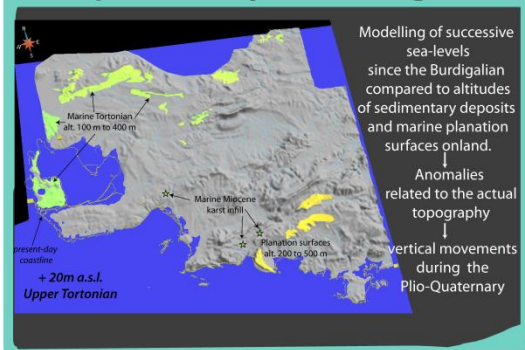 Modelling of successive
sea-levels
since the Burdigalian
compared to altitudes
of sedimentary deposits
and marine planation
surfaces onland.
Anomalies
related to the actual
topography
vertical movements
during the
Plio-Quaternary
Marine Tortonian
alt. 100 m to 400 m
Marine Miocene
karst infill
Planation surfaces
alt. 200 to 500 m
present-day
coastline
+ 20m a.s.l.
Upper Tortonian